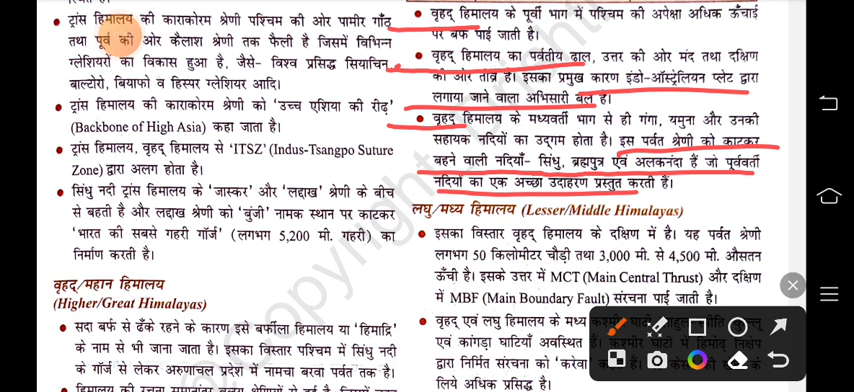 ट्रांस हिमालय की काराकोरम श्रेणी पश्चिम की ओर पामीर गाँठ
तथा पूर्व की ओर कैलाश श्रेणी तक फैली है जिसमें विभिन्न
ग्लेशियरों का विकास हुआ है, जैसे- विश्व प्रसिद्ध सियाचिन,
बाल्टोरो, बियाफो व हिस्पर ग्लेशियर आदि।
ट्रांस हिमालय की काराकोरम श्रेणी को 'उच्च एशिया की रीढ़'
(Backbone of High Asia) कहा जाता है।
ट्रांस हिमालय, वृहद् हिमालय से 'ITSZ' (Indus-Tsangpo Suture
Zone) द्वारा अलग होता है।
सिंधु नदी ट्रांस हिमालय के 'जास्कर' और 'लद्दाख' श्रेणी के बीच
से बहती है और लद्दाख श्रेणी को 'बुंजी' नामक स्थान पर काटकर
'भारत की सबसे गहरी गॉर्ज' (लगभग 5,200 मी. गहरी) का
निर्माण करती है।
वृहद्/महान हिमालय
(Higher/Great Himalayas)
सदा बर्फ से ढँके रहने के कारण इसे बर्फीला हिमालय या 'हिमाद्रि'
के नाम से भी जाना जाता है। इसका विस्तार पश्चिम में सिंधु नदी
के गॉर्ज से लेकर अरुणाचल प्रदेश में नामचा बरवा पर्वत तक है।
वृहद् हिमालय के पूर्वी भाग में पश्चिम की अपेक्षा अधिक ऊँचाई
पर बर्फ पाई जाती है।
वृहद् हिमालय का पर्वतीय ढाल, उत्तर की ओर मंद तथा दक्षिण
की ओर तीव्र है। इसका प्रमुख कारण इंडो-ऑस्ट्रेलियन प्लेट द्वारा
लगाया जाने वाला अभिसारी बल है।
वृहद् हिमालय के मध्यवर्ती भाग से ही गंगा, यमुना और उनकी
सहायक नदियों का उद्गम होता है। इस पर्वत श्रेणी को काटकर
बहने वाली नदियाँ- सिंधु, ब्रह्मपुत्र एवं अलकनंदा हैं जो पूर्ववर्ती
नदियों का एक अच्छा उदाहरण प्रस्तुत करती हैं।
लघु/मध्य हिमालय (Lesser/Middle Himalayas)
इसका विस्तार वृहद् हिमालय के दक्षिण में है। यह पर्वत श्रेणी
लगभग 50 किलोमीटर चौड़ी तथा 3,000 मी. से 4,500 मी. औसतन
ऊँची है। इसके उत्तर में MCT (Main Central Thrust) और दक्षिण
में MBF (Main Boundary Fault) संरचना पाई जाती है।
वृहद् एवं लघु हिमालय के मध्य
एवं कांगड़ा घाटियाँ अवस्थित
द्वारा निर्मित संरचना को 'करेवा'
लिये अधिक प्रसिद्ध है।